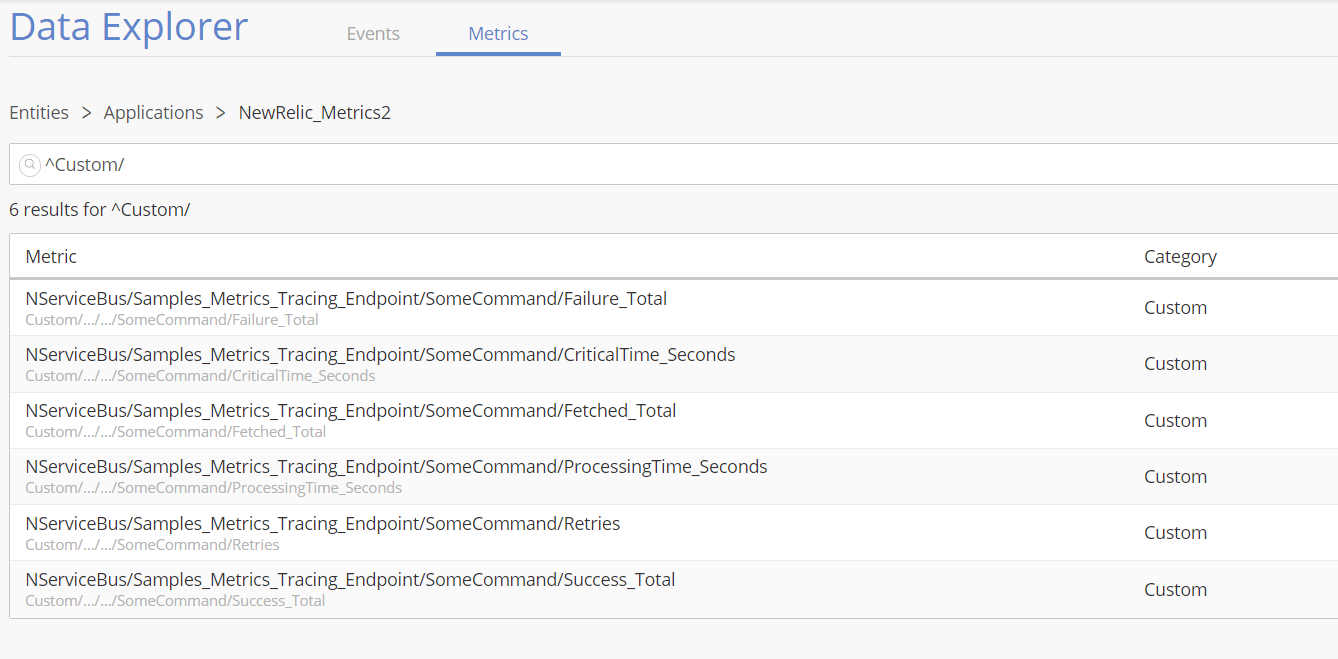 Data Explorer
Events
Metrics
Entities > Applications > NewRelic_Metrics2
^Custom/
6 results for ^Custom/
Metric Category
NServiceBus/Samples_Metrics_Tracing_Endpoint/SomeCommand/Failure_Total
Custom/.../.../SomeCommand/Failure_Total
Custom
NServiceBus/Samples_Metrics_Tracing_Endpoint/SomeCommand/CriticalTime_Seconds
Custom/.../.../SomeCommand/CriticalTime_Seconds
Custom
NServiceBus/Samples_Metrics_Tracing_Endpoint/SomeCommand/Fetched_Total
Custom/.../.../SomeCommand/Fetched_Total
Custom
NServiceBus/Samples_Metrics_Tracing_Endpoint/SomeCommand/ProcessingTime_Seconds
Custom/.../.../SomeCommand/ProcessingTime_Seconds
Custom
NServiceBus/Samples_Metrics_Tracing_Endpoint/SomeCommand/Retries
Custom/.../.../SomeCommand/Retries
Custom
NServiceBus/Samples_Metrics_Tracing_Endpoint/SomeCommand/Success_Total
Custom/.../.../SomeCommand/Success_Total
Custom